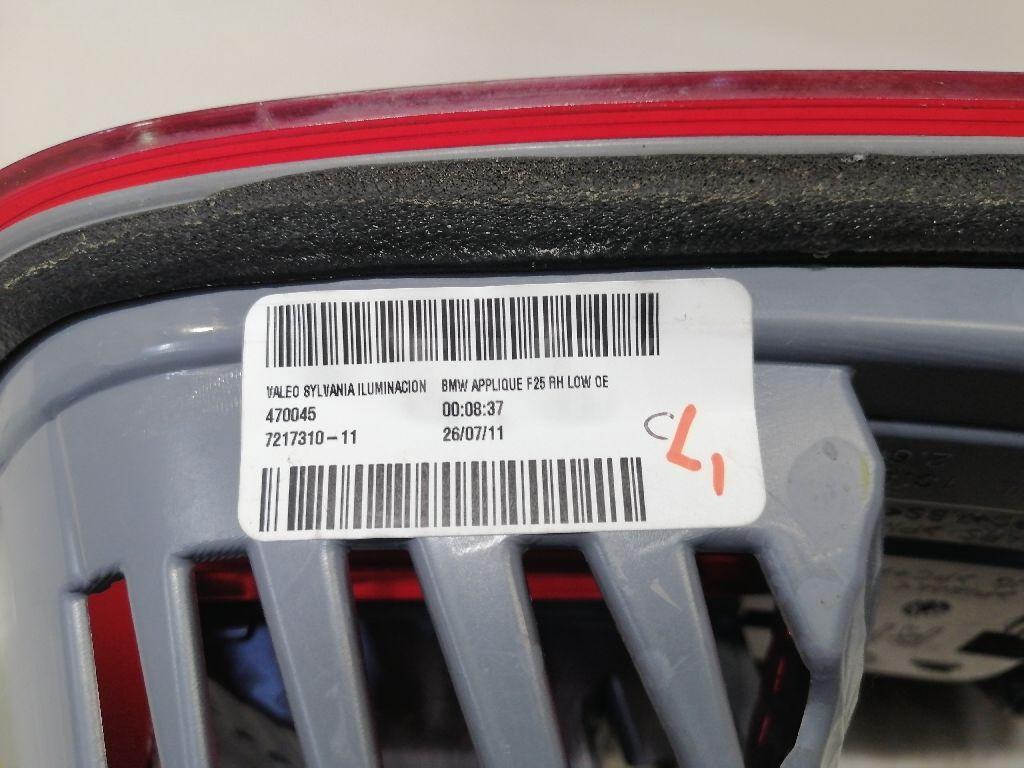 VALEO SYLVANIA ILUMINACION BMW APPLIQUE F25 RH LOW OE
470045 00:08:37
7217310-11 26/07/11
CL1